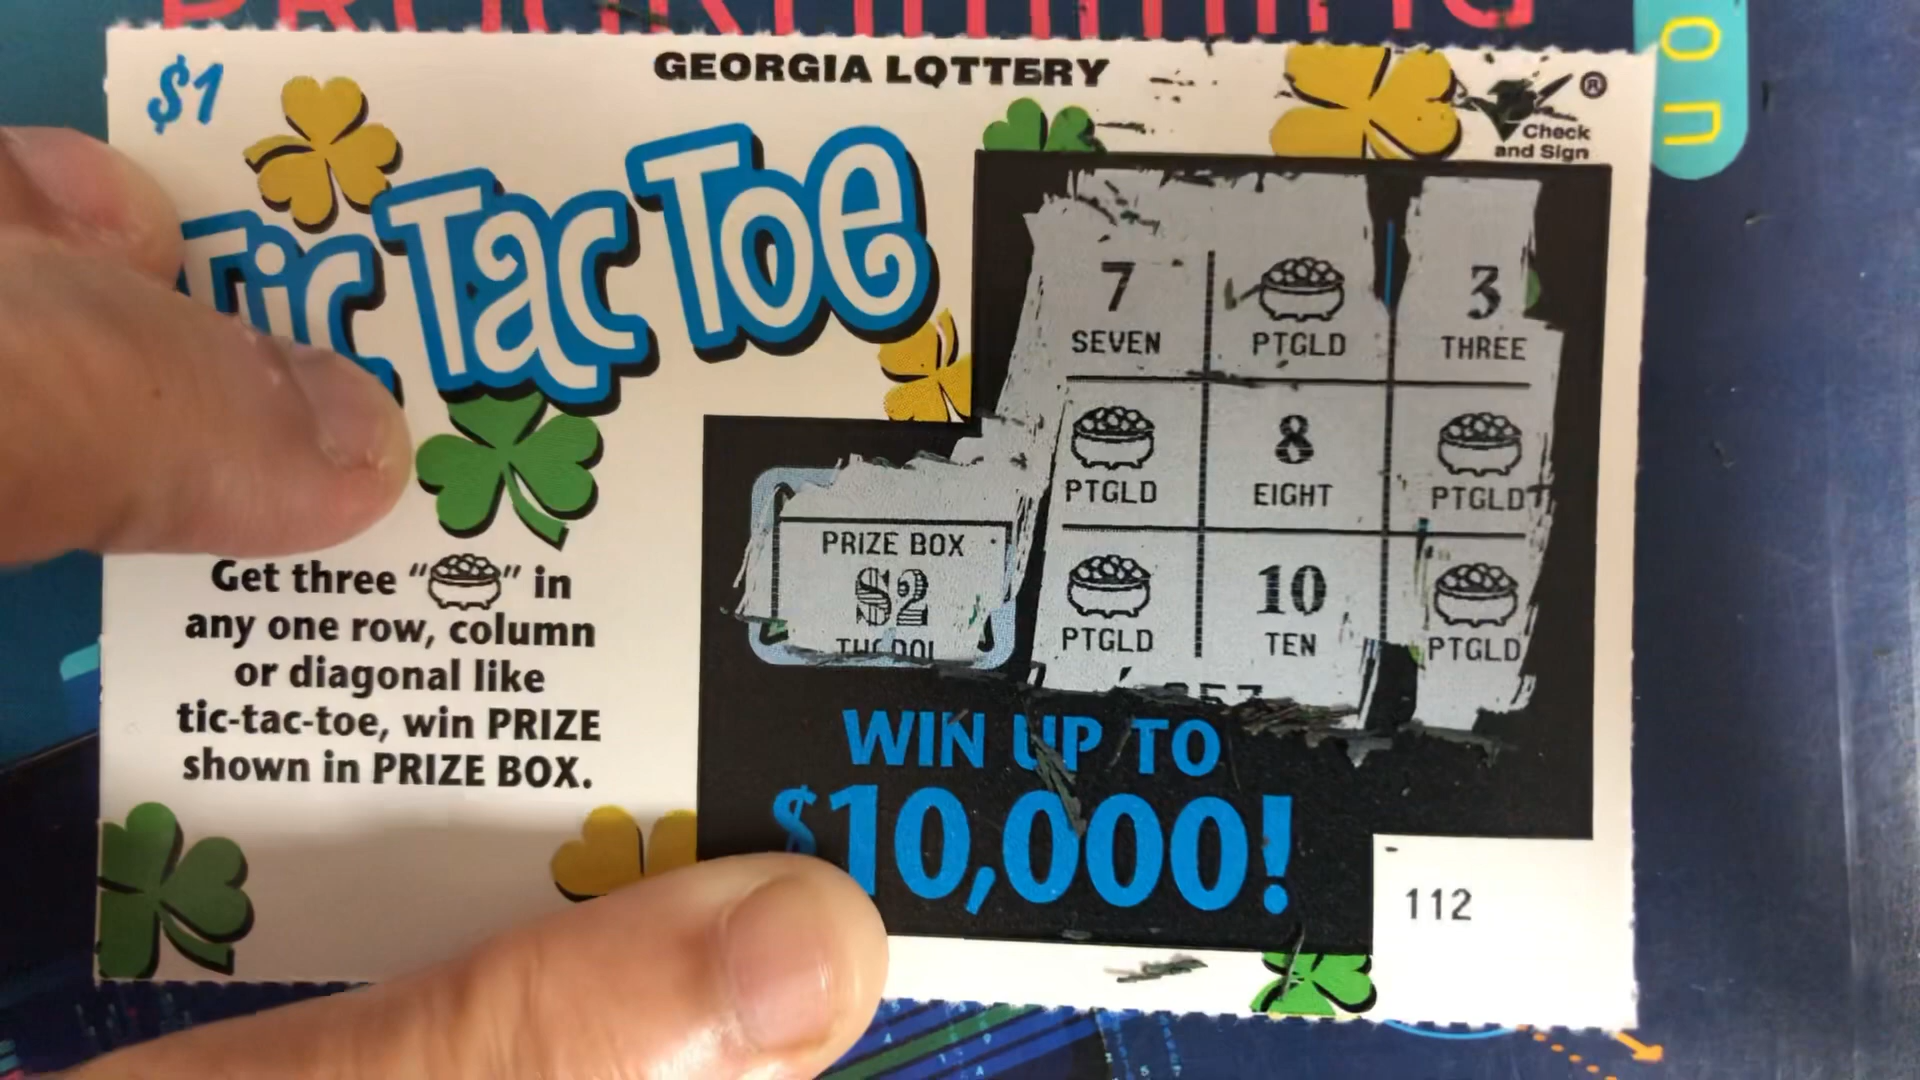 $1
GEORGIA LOTTERY
®
Check
and Sign
Tic Tac Toe
7
3
SEVEN
PTGLD
THREE
8
PTGLD
EIGHT
PTGLD
10
PTGLD
TEN
PTGLD
PRIZE BOX
$2
Get three “ ” in
any one row, column
or diagonal like
tic-tac-toe, win PRIZE
shown in PRIZE BOX.
WIN UP TO
$10,000!
112